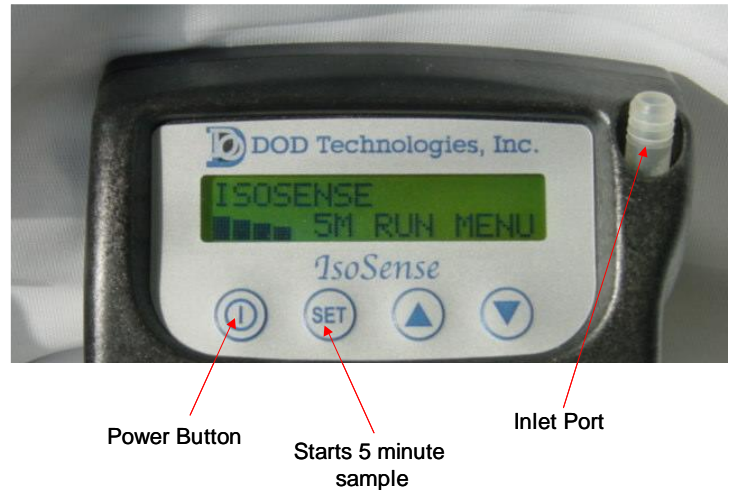 DOD Technologies, Inc.
ISOSENSE
5M RUN MENU
IsoSense
SET
Power Button
Starts 5 minute
sample
Inlet Port